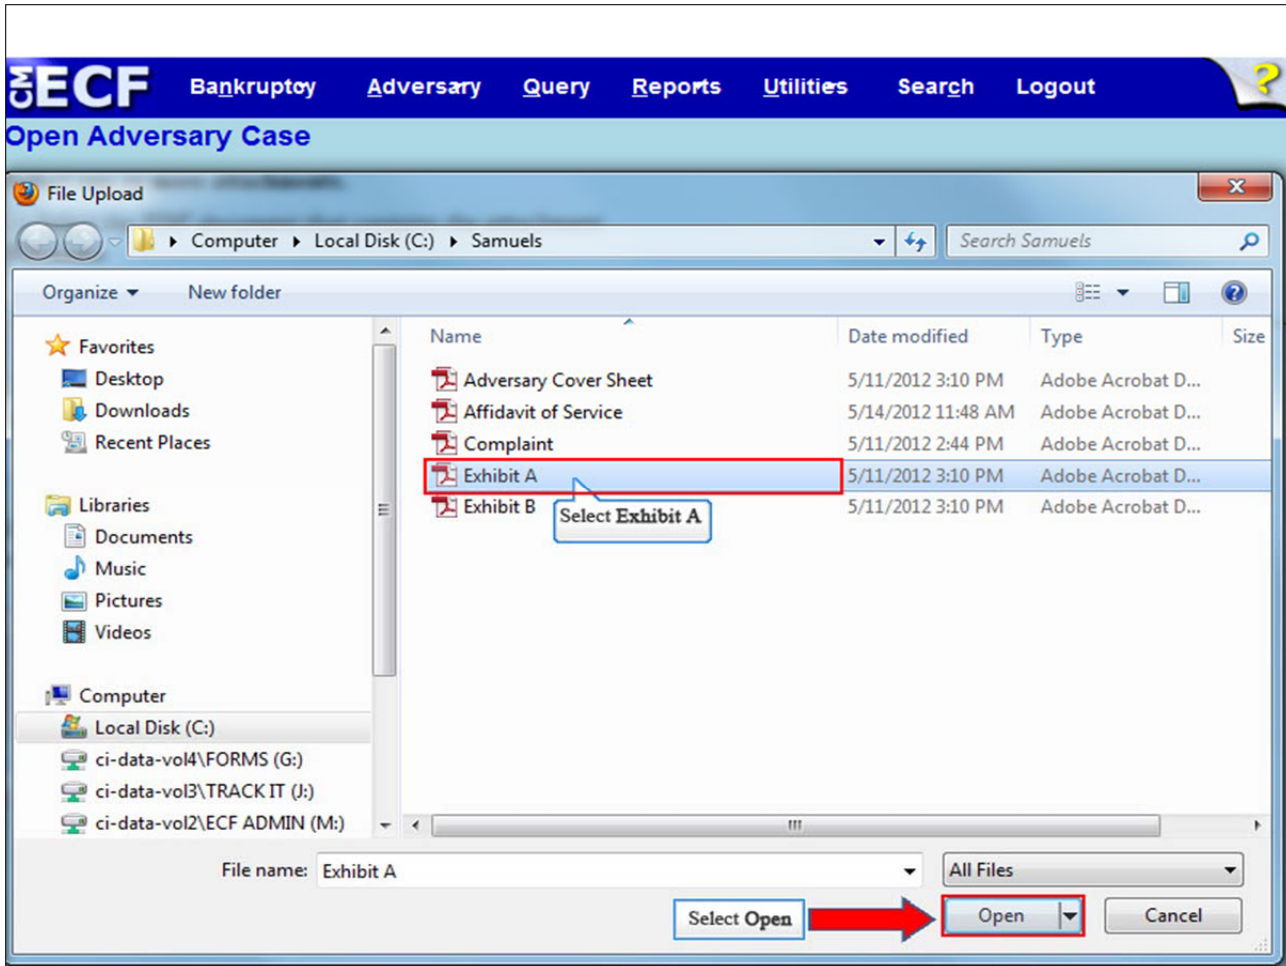 CM ECF Bankruptcy Adversary Query Reports Utilities Search Logout ?
Open Adversary Case
File Upload
Computer Local Disk (C:) Samuels Search Samuels
Organize New folder
Name Date modified Type Size
Favorites
Desktop
Downloads
Recent Places
Libraries
Documents
Music
Pictures
Videos
Computer
Local Disk (C:)
ci-data-vol4\FORMS (G:)
ci-data-vol3\TRACK IT (J:)
ci-data-vol2\ECF ADMIN (M:)
Adversary Cover Sheet 5/11/2012 3:10 PM Adobe Acrobat D...
Affidavit of Service 5/14/2012 11:48 AM Adobe Acrobat D...
Complaint 5/11/2012 2:44 PM Adobe Acrobat D...
Exhibit A 5/11/2012 3:10 PM Adobe Acrobat D...
Exhibit B 5/11/2012 3:10 PM Adobe Acrobat D...
Select Exhibit A
File name: Exhibit A All Files
Select Open Open Cancel